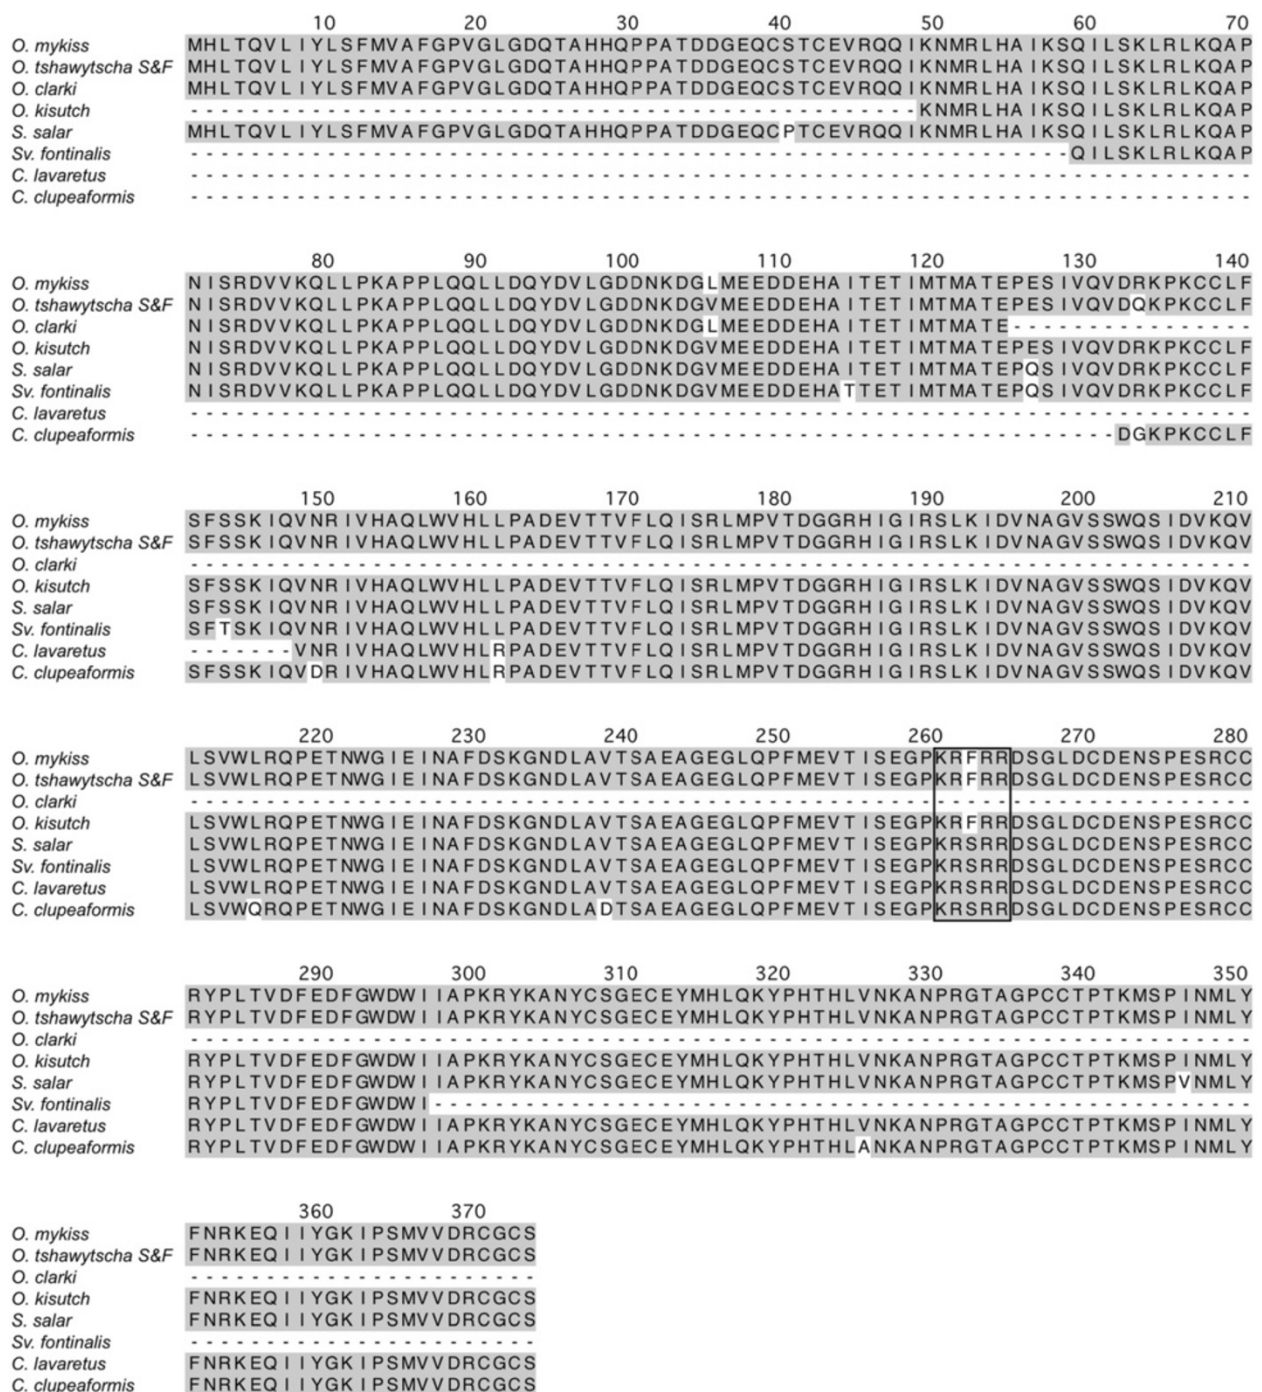 10 20 30 40 50 60 70
O. mykiss MHLTQVLIYLSFMVAFGPVGLGDQTAHHQPPATDDGEQCSTCEVRQQIKNMRLHAIKSQILSKLRLKQAP
O. tshawytscha S&F MHLTQVLIYLSFMVAFGPVGLGDQTAHHQPPATDDGEQCSTCEVRQQIKNMRLHAIKSQILSKLRLKQAP
O. clarki MHLTQVLIYLSFMVAFGPVGLGDQTAHHQPPATDDGEQCSTCEVRQQIKNMRLHAIKSQILSKLRLKQAP
O. kisutch ------------------------------------------------KNMRLHAIKSQILSKLRLKQAP
S. salar MHLTQVLIYLSFMVAFGPVGLGDQTAHHQPPATDDGEQCPTCEVRQQIKNMRLHAIKSQILSKLRLKQAP
Sv. fontinalis ----------------------------------------------------------QILSKLRLKQAP
C. lavaretus ----------------------------------------------------------------------
C. clupeaformis ----------------------------------------------------------------------
80 90 100 110 120 130 140
O. mykiss NISRDVVKQLLPKAPPLQQLLDQYDVLGDDNKDGLMEEDDEHAITETIMTMATEPESIVQVDRKPKCCLF
O. tshawytscha S&F NISRDVVKQLLPKAPPLQQLLDQYDVLGDDNKDGVMEEDDEHAITETIMTMATEPESIVQVDQKPKCCLF
O. clarki NISRDVVKQLLPKAPPLQQLLDQYDVLGDDNKDGLMEEDDEHAITETIMTMATE----------------
O. kisutch NISRDVVKQLLPKAPPLQQLLDQYDVLGDDNKDGVMEEDDEHAITETIMTMATEPESIVQVDRKPKCCLF
S. salar NISRDVVKQLLPKAPPLQQLLDQYDVLGDDNKDGVMEEDDEHAITETIMTMATEPQSIVQVDRKPKCCLF
Sv. fontinalis NISRDVVKQLLPKAPPLQQLLDQYDVLGDDNKDGVMEEDDEHATTETIMTMATEPQSIVQVDRKPKCCLF
C. lavaretus ----------------------------------------------------------------------
C. clupeaformis -------------------------------------------------------------DGKPKCCLF
150 160 170 180 190 200 210
O. mykiss SFSSKIQVNRIVHAQLWVHLLPADEVTTVFLQISRLMPVTDGGRHIGIRSLKIDVNAGVSSWQSIDVKQV
O. tshawytscha S&F SFSSKIQVNRIVHAQLWVHLLPADEVTTVFLQISRLMPVTDGGRHIGIRSLKIDVNAGVSSWQSIDVKQV
O. clarki ----------------------------------------------------------------------
O. kisutch SFSSKIQVNRIVHAQLWVHLLPADEVTTVFLQISRLMPVTDGGRHIGIRSLKIDVNAGVSSWQSIDVKQV
S. salar SFSSKIQVNRIVHAQLWVHLLPADEVTTVFLQISRLMPVTDGGRHIGIRSLKIDVNAGVSSWQSIDVKQV
Sv. fontinalis SFTSKIQVNRIVHAQLWVHLLPADEVTTVFLQISRLMPVTDGGRHIGIRSLKIDVNAGVSSWQSIDVKQV
C. lavaretus -------VNRIVHAQLWVHLRPADEVTTVFLQISRLMPVTDGGRHIGIRSLKIDVNAGVSSWQSIDVKQV
C. clupeaformis SFSSKIQVDRIVHAQLWVHLRPADEVTTVFLQISRLMPVTDGGRHIGIRSLKIDVNAGVSSWQSIDVKQV
220 230 240 250 260 270 280
O. mykiss LSVWLRQPETNWGIEINAFDSKGNDLAVTSAEAGEGLQPFMEVTISEGPKRFRRDSGLDCDENSPESRCC
O. tshawytscha S&F LSVWLRQPETNWGIEINAFDSKGNDLAVTSAEAGEGLQPFMEVTISEGPKRFRRDSGLDCDENSPESRCC
O. clarki ----------------------------------------------------------------------
O. kisutch LSVWLRQPETNWGIEINAFDSKGNDLAVTSAEAGEGLQPFMEVTISEGPKRFRRDSGLDCDENSPESRCC
S. salar LSVWLRQPETNWGIEINAFDSKGNDLAVTSAEAGEGLQPFMEVTISEGPKRSRRDSGLDCDENSPESRCC
Sv. fontinalis LSVWLRQPETNWGIEINAFDSKGNDLAVTSAEAGEGLQPFMEVTISEGPKRSRRDSGLDCDENSPESRCC
C. lavaretus LSVWLRQPETNWGIEINAFDSKGNDLAVTSAEAGEGLQPFMEVTISEGPKRSRRDSGLDCDENSPESRCC
C. clupeaformis LSVWQRQPETNWGIEINAFDSKGNDLADTSAEAGEGLQPFMEVTISEGPKRSRRDSGLDCDENSPESRCC
290 300 310 320 330 340 350
O. mykiss RYPLTVDFEDFGWDWIIAPKRYKANYCSGECEYMHLQKYPHTHLVNKANPRGTAGPCCTPTKMSPINMLY
O. tshawytscha S&F RYPLTVDFEDFGWDWIIAPKRYKANYCSGECEYMHLQKYPHTHLVNKANPRGTAGPCCTPTKMSPINMLY
O. clarki ----------------------------------------------------------------------
O. kisutch RYPLTVDFEDFGWDWIIAPKRYKANYCSGECEYMHLQKYPHTHLVNKANPRGTAGPCCTPTKMSPINMLY
S. salar RYPLTVDFEDFGWDWIIAPKRYKANYCSGECEYMHLQKYPHTHLVNKANPRGTAGPCCTPTKMSPVNMLY
Sv. fontinalis RYPLTVDFEDFGWDWI------------------------------------------------------
C. lavaretus RYPLTVDFEDFGWDWIIAPKRYKANYCSGECEYMHLQKYPHTHLVNKANPRGTAGPCCTPTKMSPINMLY
C. clupeaformis RYPLTVDFEDFGWDWIIAPKRYKANYCSGECEYMHLQKYPHTHLANKANPRGTAGPCCTPTKMSPINMLY
360 370
O. mykiss FNRKEQIIYGKIPSMVVDRCGCS
O. tshawytscha S&F FNRKEQIIYGKIPSMVVDRCGCS
O. clarki -----------------------
O. kisutch FNRKEQIIYGKIPSMVVDRCGCS
S. salar FNRKEQIIYGKIPSMVVDRCGCS
Sv. fontinalis -----------------------
C. lavaretus FNRKEQIIYGKIPSMVVDRCGCS
C. clupeaformis FNRKEQIIYGKIPSMVVDRCGCS